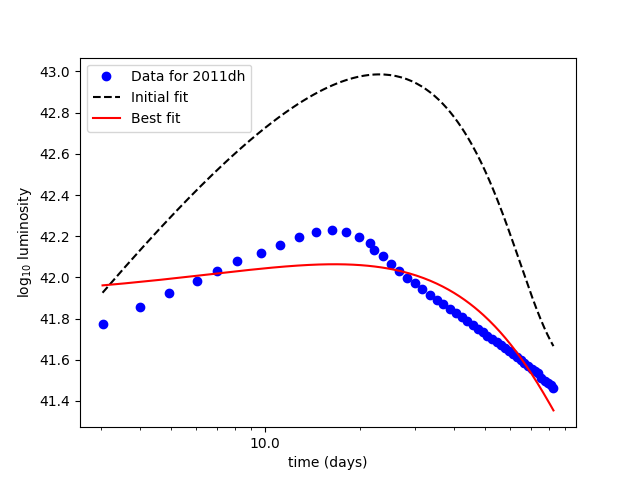 43.0
42.8
42.6
42.4
42.2
42.0
41.8
41.6
41.4
log₁₀ luminosity
Data for 2011dh
Initial fit
Best fit
10.0
time (days)